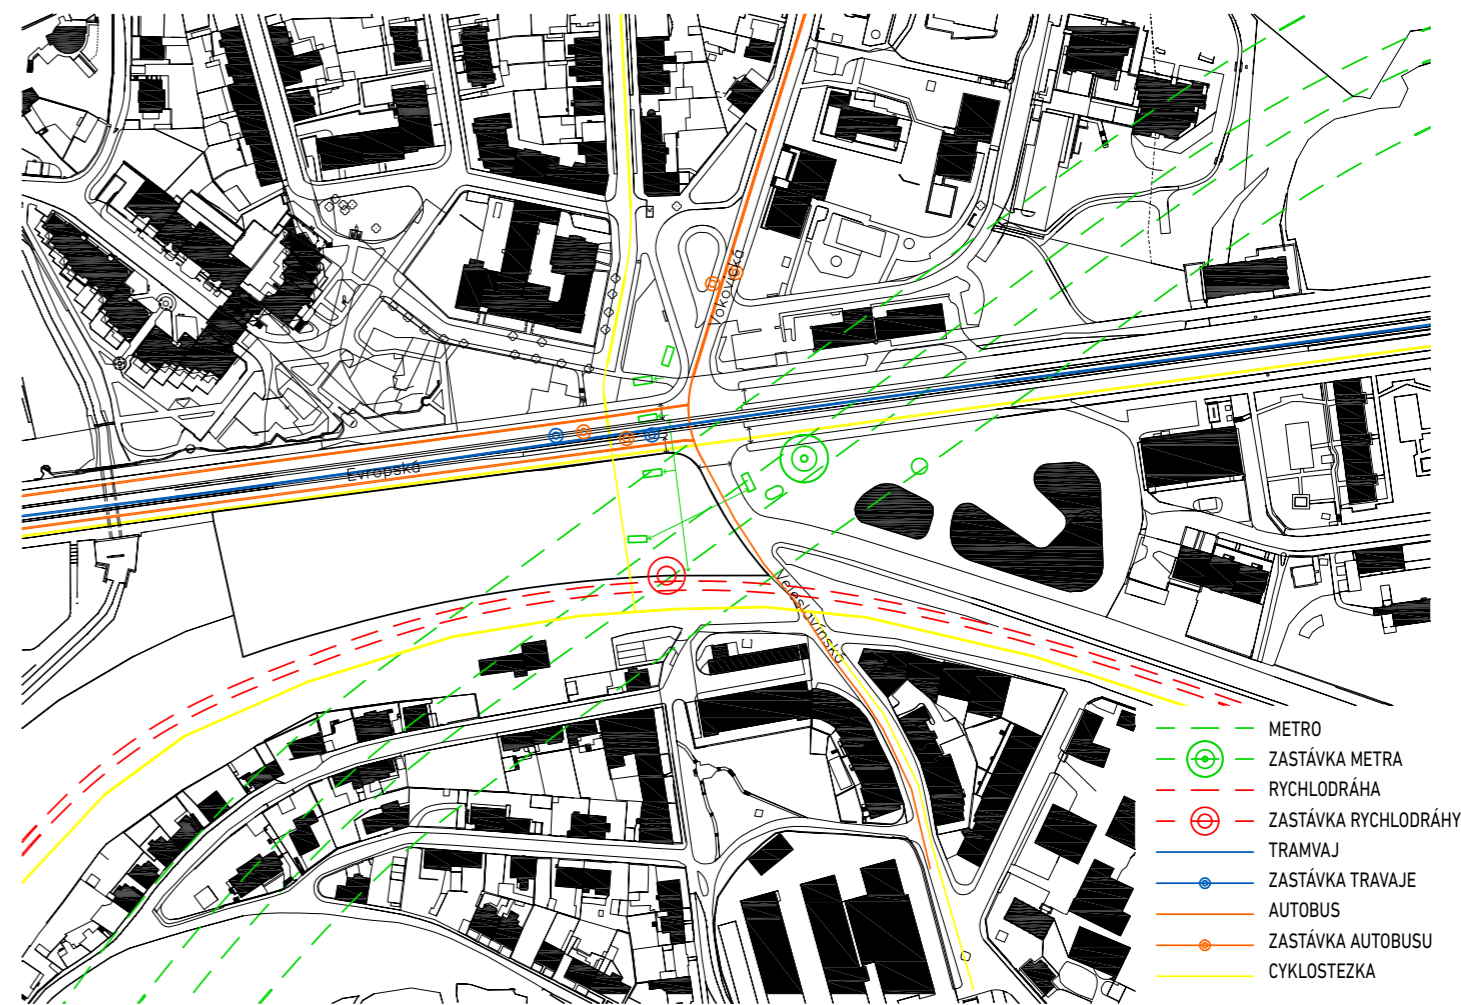 Vokovická
Evropská
Veleslavínská
METRO
ZASTÁVKA METRA
RYCHLODRÁHA
ZASTÁVKA RYCHLODRÁHY
TRAMVAJ
ZASTÁVKA TRAVAJE
AUTOBUS
ZASTÁVKA AUTOBUSU
CYKLOSTEZKA